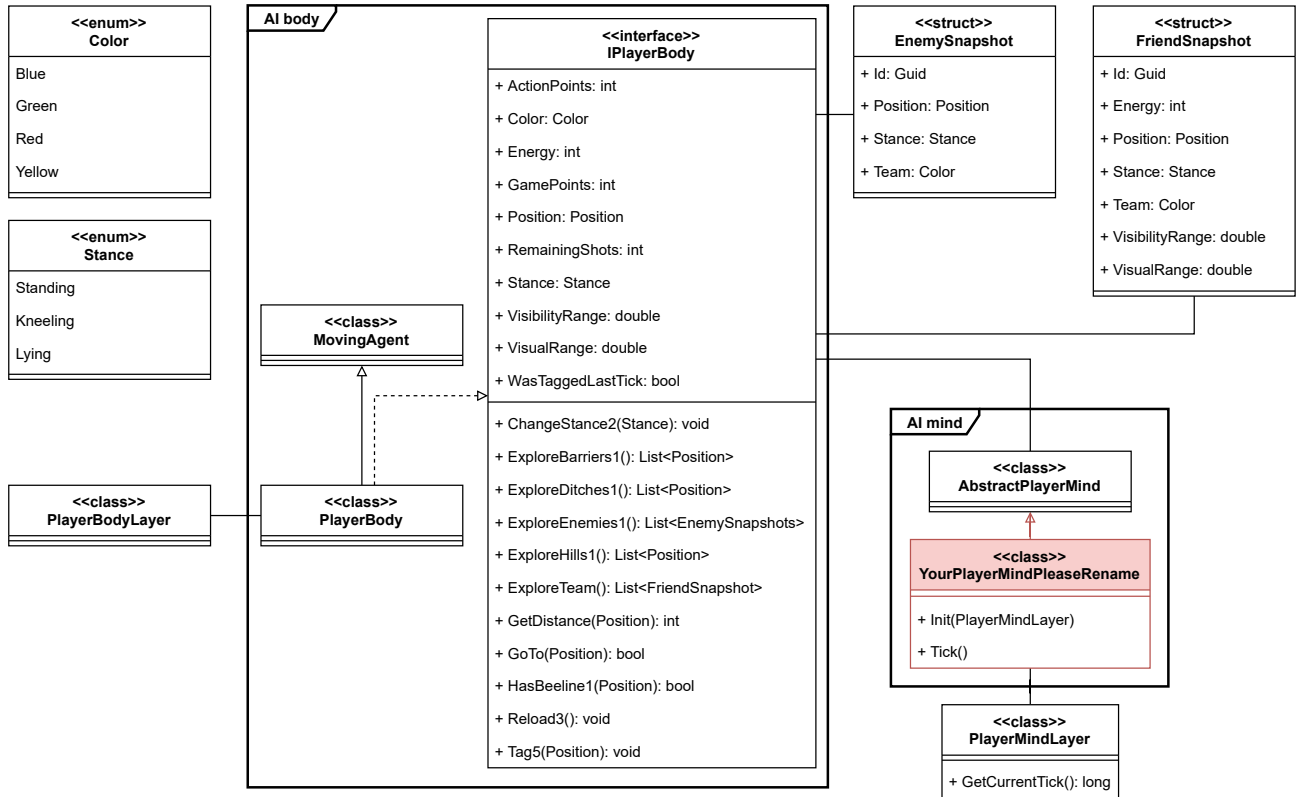 <<enum>>
Color
Blue
Green
Red
Yellow
<<enum>>
Stance
Standing
Kneeling
Lying
<<class>>
PlayerBodyLayer
AI body
<<class>>
MovingAgent
<<class>>
PlayerBody
<<interface>>
IPlayerBody
+ ActionPoints: int
+ Color: Color
+ Energy: int
+ GamePoints: int
+ Position: Position
+ RemainingShots: int
+ Stance: Stance
+ VisibilityRange: double
+ VisualRange: double
+ WasTaggedLastTick: bool
+ ChangeStance2(Stance): void
+ ExploreBarriers1(): List<Position>
+ ExploreDitches1(): List<Position>
+ ExploreEnemies1(): List<EnemySnapshots>
+ ExploreHills1(): List<Position>
+ ExploreTeam(): List<FriendSnapshot>
+ GetDistance(Position): int
+ GoTo(Position): bool
+ HasBeeline1(Position): bool
+ Reload3(): void
+ Tag5(Position): void
<<struct>>
EnemySnapshot
+ Id: Guid
+ Position: Position
+ Stance: Stance
+ Team: Color
<<struct>>
FriendSnapshot
+ Id: Guid
+ Energy: int
+ Position: Position
+ Stance: Stance
+ Team: Color
+ VisibilityRange: double
+ VisualRange: double
AI mind
<<class>>
AbstractPlayerMind
<<class>>
YourPlayerMindPleaseRename
+ Init(PlayerMindLayer)
+ Tick()
<<class>>
PlayerMindLayer
+ GetCurrentTick(): long